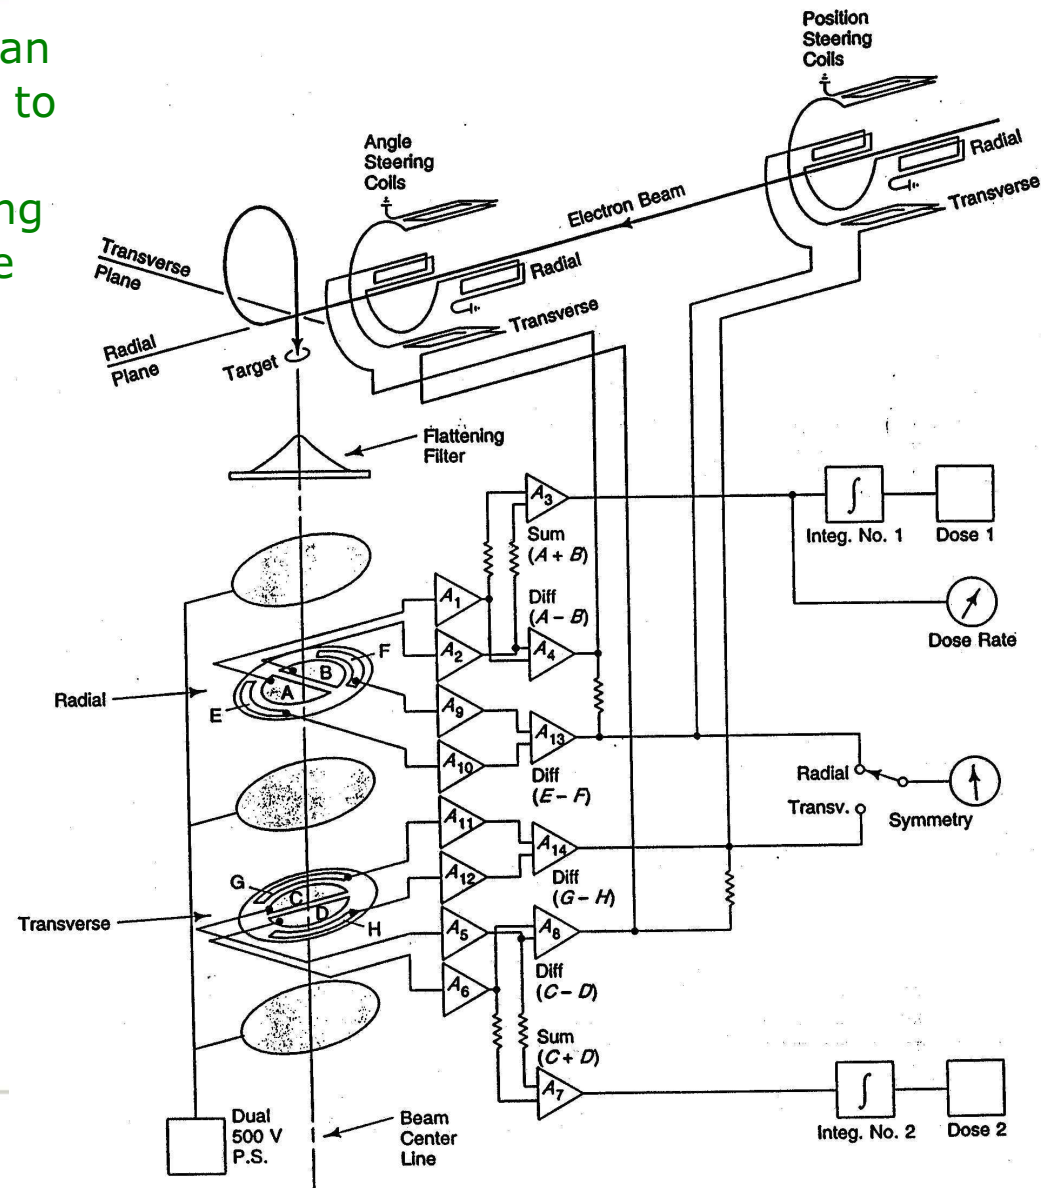 an
to
ng
e
Position
Steering
Coils
Radial
Transverse
Angle
Steering
Coils
Electron Beam
Radial
Transverse
Transverse
Plane
Radial
Plane
Target
Flattening
Filter
A3
Sum
(A + B)
∫
Integ. No. 1
Dose 1
A1
Diff
(A – B)
A2
A4
Dose Rate
F
B
A
E
Radial
A9
A13
A10
Diff
(E – F)
Radial
Transv.
Symmetry
A11
A14
A12
Diff
(G – H)
G
C
D
H
Transverse
A5
A8
A6
Diff
(C – D)
Sum
(C + D)
A7
∫
Integ. No. 2
Dose 2
Dual
500 V
P.S.
Beam
Center
Line